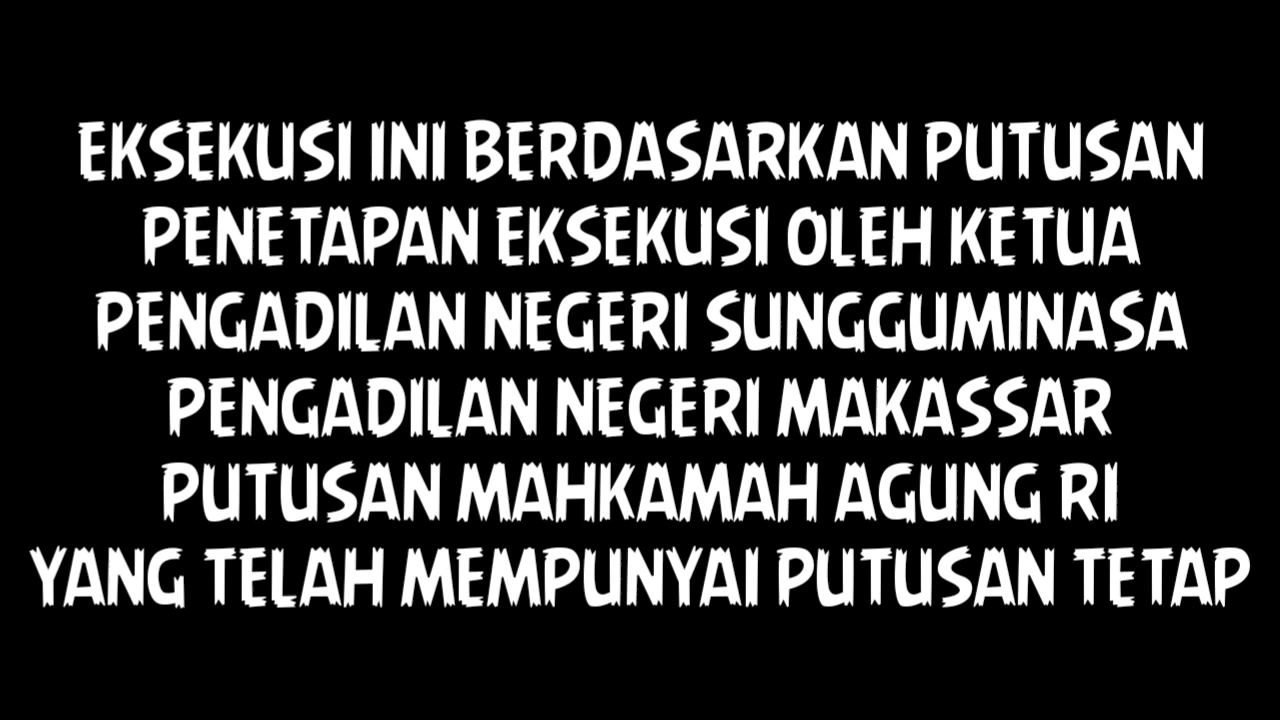 EKSEKUSI INI BERDASARKAN PUTUSAN
PENETAPAN EKSEKUSI OLEH KETUA
PENGADILAN NEGERI SUNGGUMINASA
PENGADILAN NEGERI MAKASSAR
PUTUSAN MAHKAMAH AGUNG RI
YANG TELAH MEMPUNYAI PUTUSAN TETAP